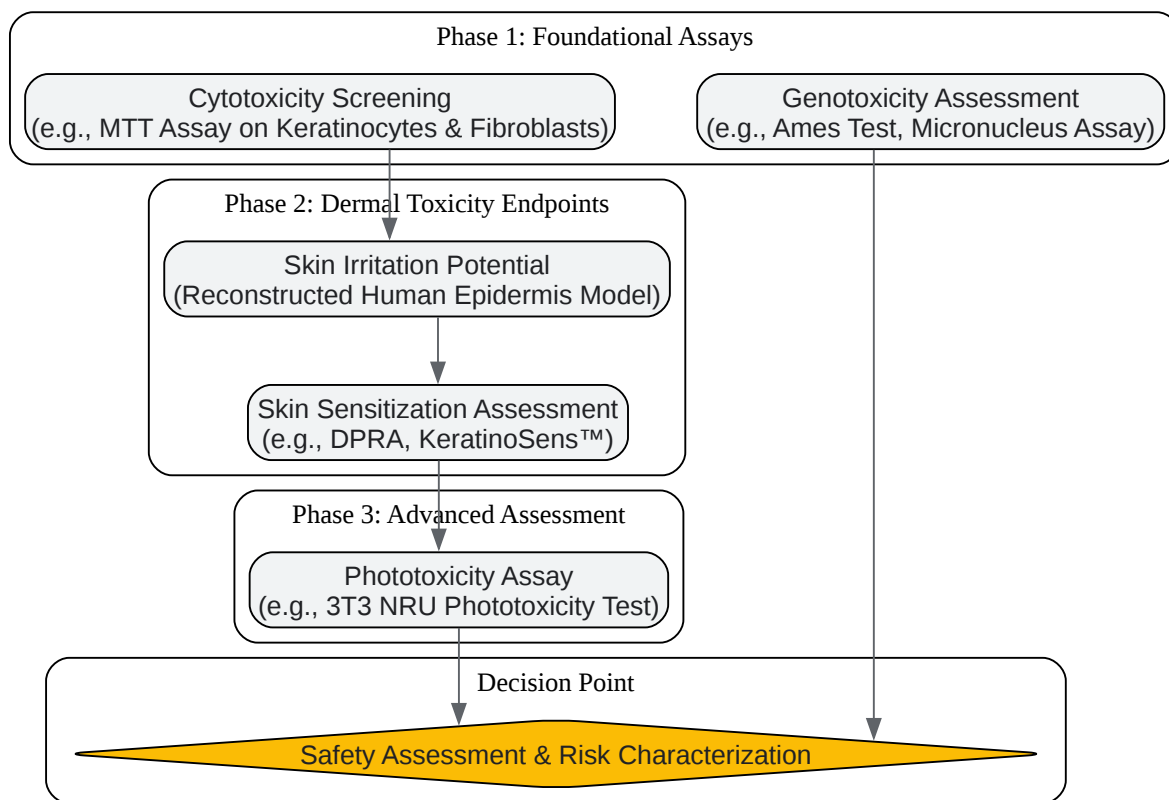 Phase 1: Foundational Assays
Cytotoxicity Screening
(e.g., MTT Assay on Keratinocytes & Fibroblasts)
Genotoxicity Assessment
(e.g., Ames Test, Micronucleus Assay)
Phase 2: Dermal Toxicity Endpoints
Skin Irritation Potential
(Reconstructed Human Epidermis Model)
Skin Sensitization Assessment
(e.g., DPRA, KeratinoSens™)
Phase 3: Advanced Assessment
Phototoxicity Assay
(e.g., 3T3 NRU Phototoxicity Test)
Decision Point
Safety Assessment & Risk Characterization